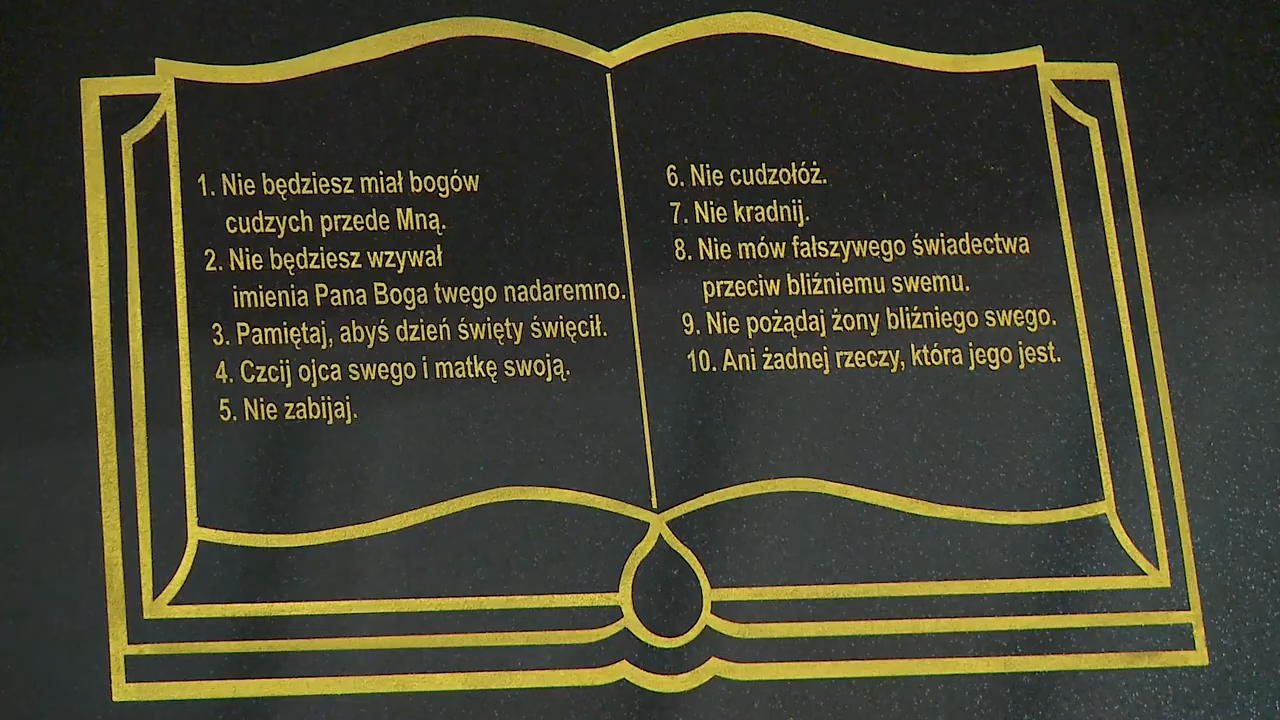 1. Nie będziesz miał bogów
cudzych przede Mną.
2. Nie będziesz wzywał
imienia Pana Boga twego nadaremno.
3. Pamiętaj, abyś dzień święty święcił.
4. Czcij ojca swego i matkę swoją.
5. Nie zabijaj.
6. Nie cudzołóż.
7. Nie kradnij.
8. Nie mów fałszywego świadectwa
przeciw bliźniemu swemu.
9. Nie pożądaj żony bliźniego swego.
10. Ani żadnej rzeczy, która jego jest.